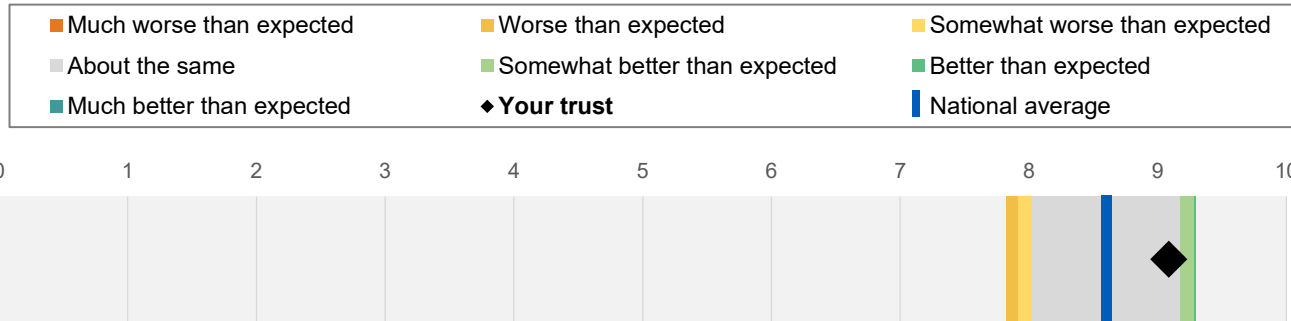 Much worse than expected Worse than expected Somewhat worse than expected
About the same Somewhat better than expected Better than expected
Much better than expected Your trust National average
0 1 2 3 4 5 6 7 8 9 10